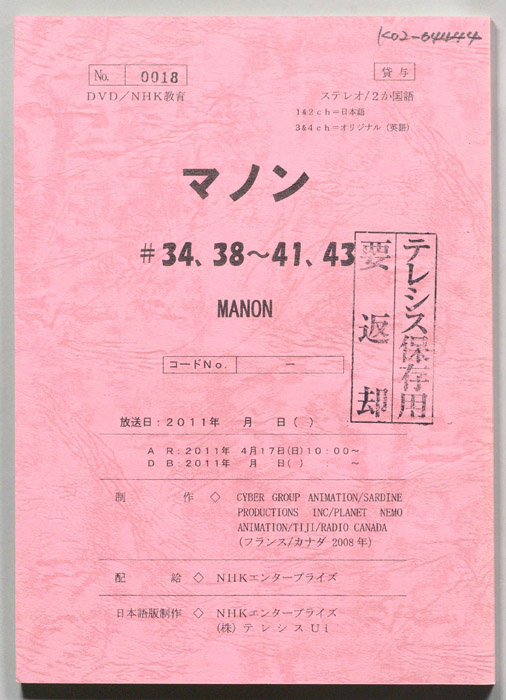 K02-64444
No. 0018
貸与
DVD／NHK教育
ステレオ/2か国語
1&2ch＝日本語
3&4ch＝オリジナル（英語）
マノン
＃34、38～41、43
MANON
テレシス保存用
要返却
コードNo. ー
放送日：2011年 月 日（ ）
AR：2011年 4月17日(日)10：00～
DB：2011年 月 日( ) ： ～
制作 ◇ CYBER GROUP ANIMATION/SARDINE
PRODUCTIONS INC/PLANET NEMO
ANIMATION/TIJI/RADIO CANADA
(フランス/カナダ 2008年)
配給 ◇ NHKエンタープライズ
日本語版制作 ◇ NHKエンタープライズ
(株)テレシスUi